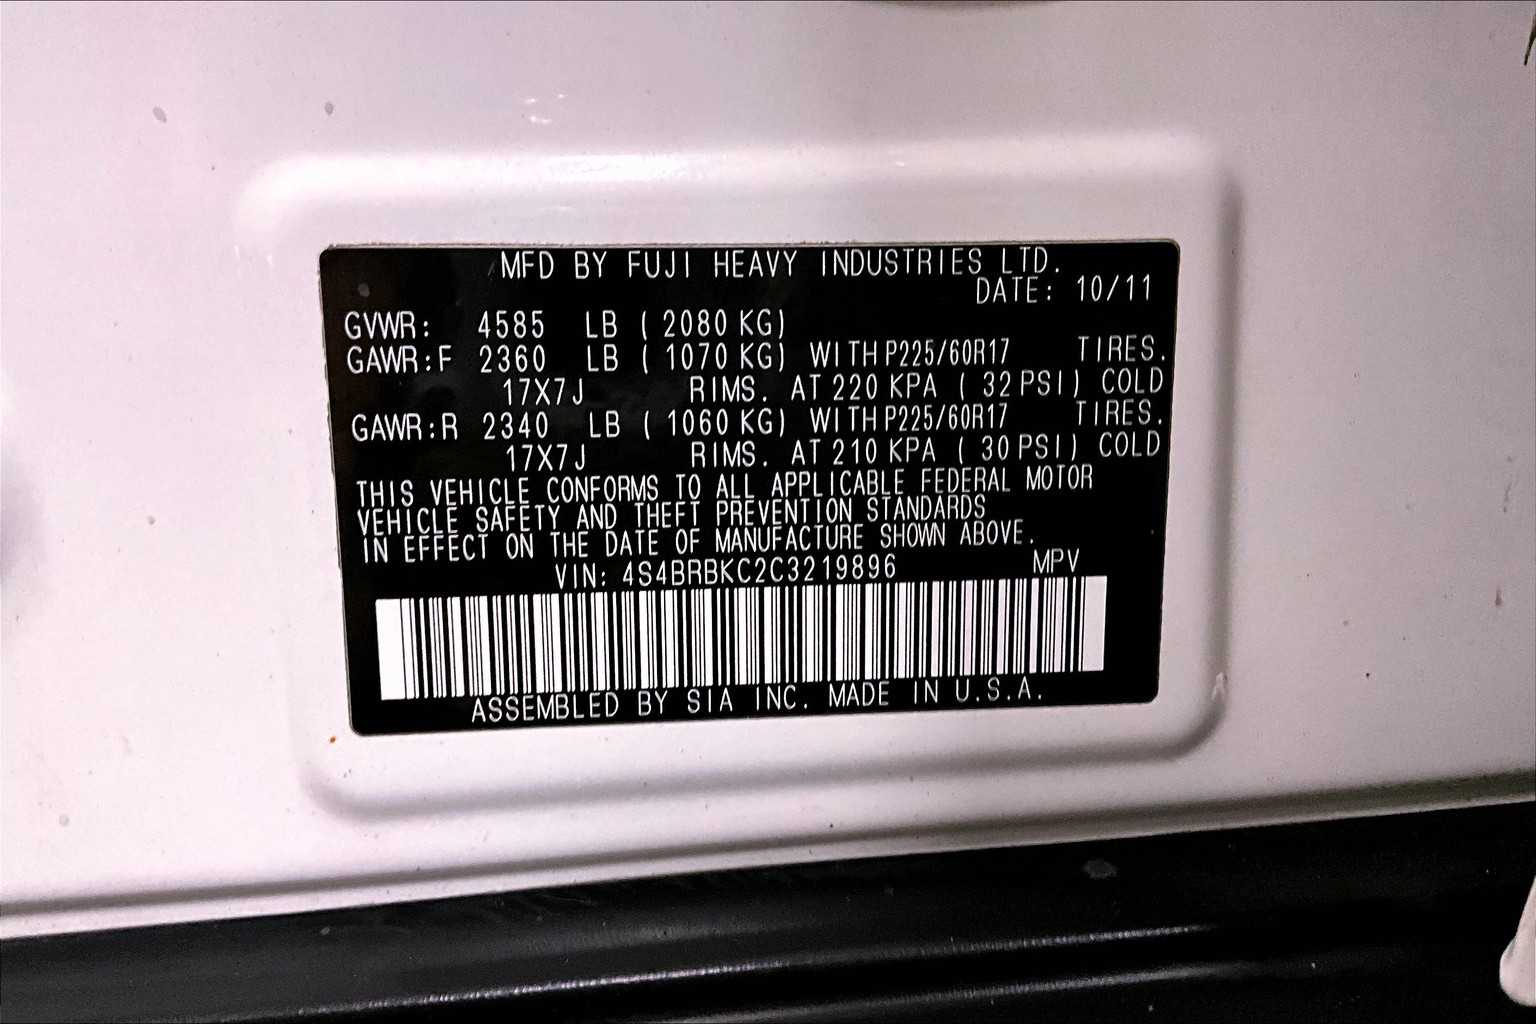 MFD BY FUJI HEAVY INDUSTRIES LTD.
DATE: 10/11
GVWR: 4585 LB ( 2080 KG)
GAWR:F 2360 LB ( 1070 KG) WITH P225/60R17 TIRES.
17X7J RIMS. AT 220 KPA ( 32 PSI) COLD
GAWR:R 2340 LB ( 1060 KG) WITH P225/60R17 TIRES.
17X7J RIMS. AT 210 KPA ( 30 PSI) COLD
THIS VEHICLE CONFORMS TO ALL APPLICABLE FEDERAL MOTOR
VEHICLE SAFETY AND THEFT PREVENTION STANDARDS
IN EFFECT ON THE DATE OF MANUFACTURE SHOWN ABOVE.
VIN: 4S4BRBKC2C3219896 MPV
ASSEMBLED BY SIA INC. MADE IN U.S.A.